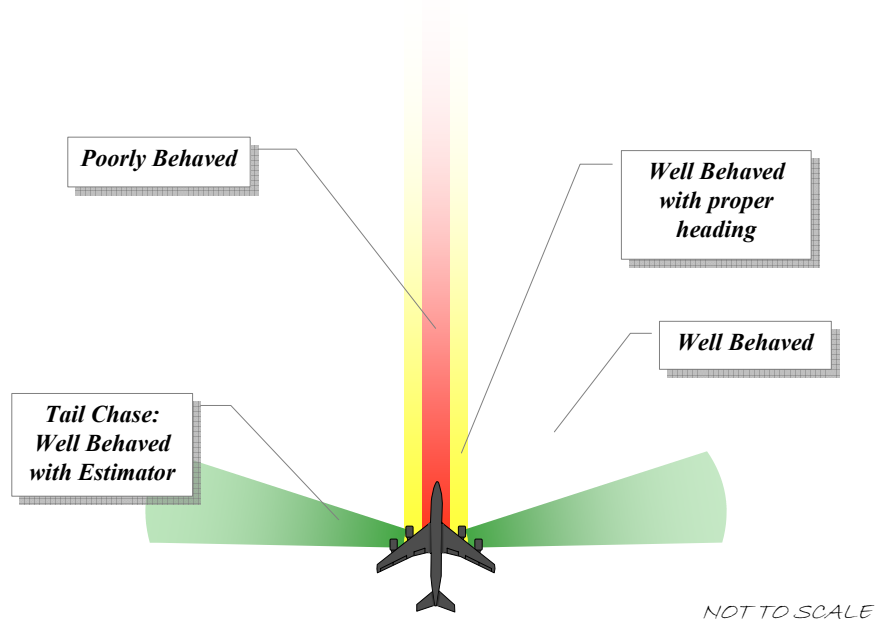 Poorly Behaved
Well Behaved
with proper
heading
Well Behaved
Tail Chase:
Well Behaved
with Estimator
NOT TO SCALE